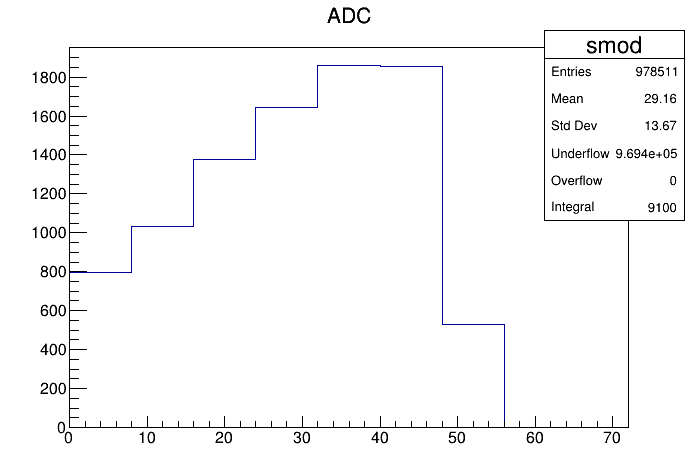 ADC
smod
Entries 978511
Mean 29.16
Std Dev 13.67
Underflow 9.694e+05
Overflow 0
Integral 9100
1800
1600
1400
1200
1000
800
600
400
200
0
0 10 20 30 40 50 60 70